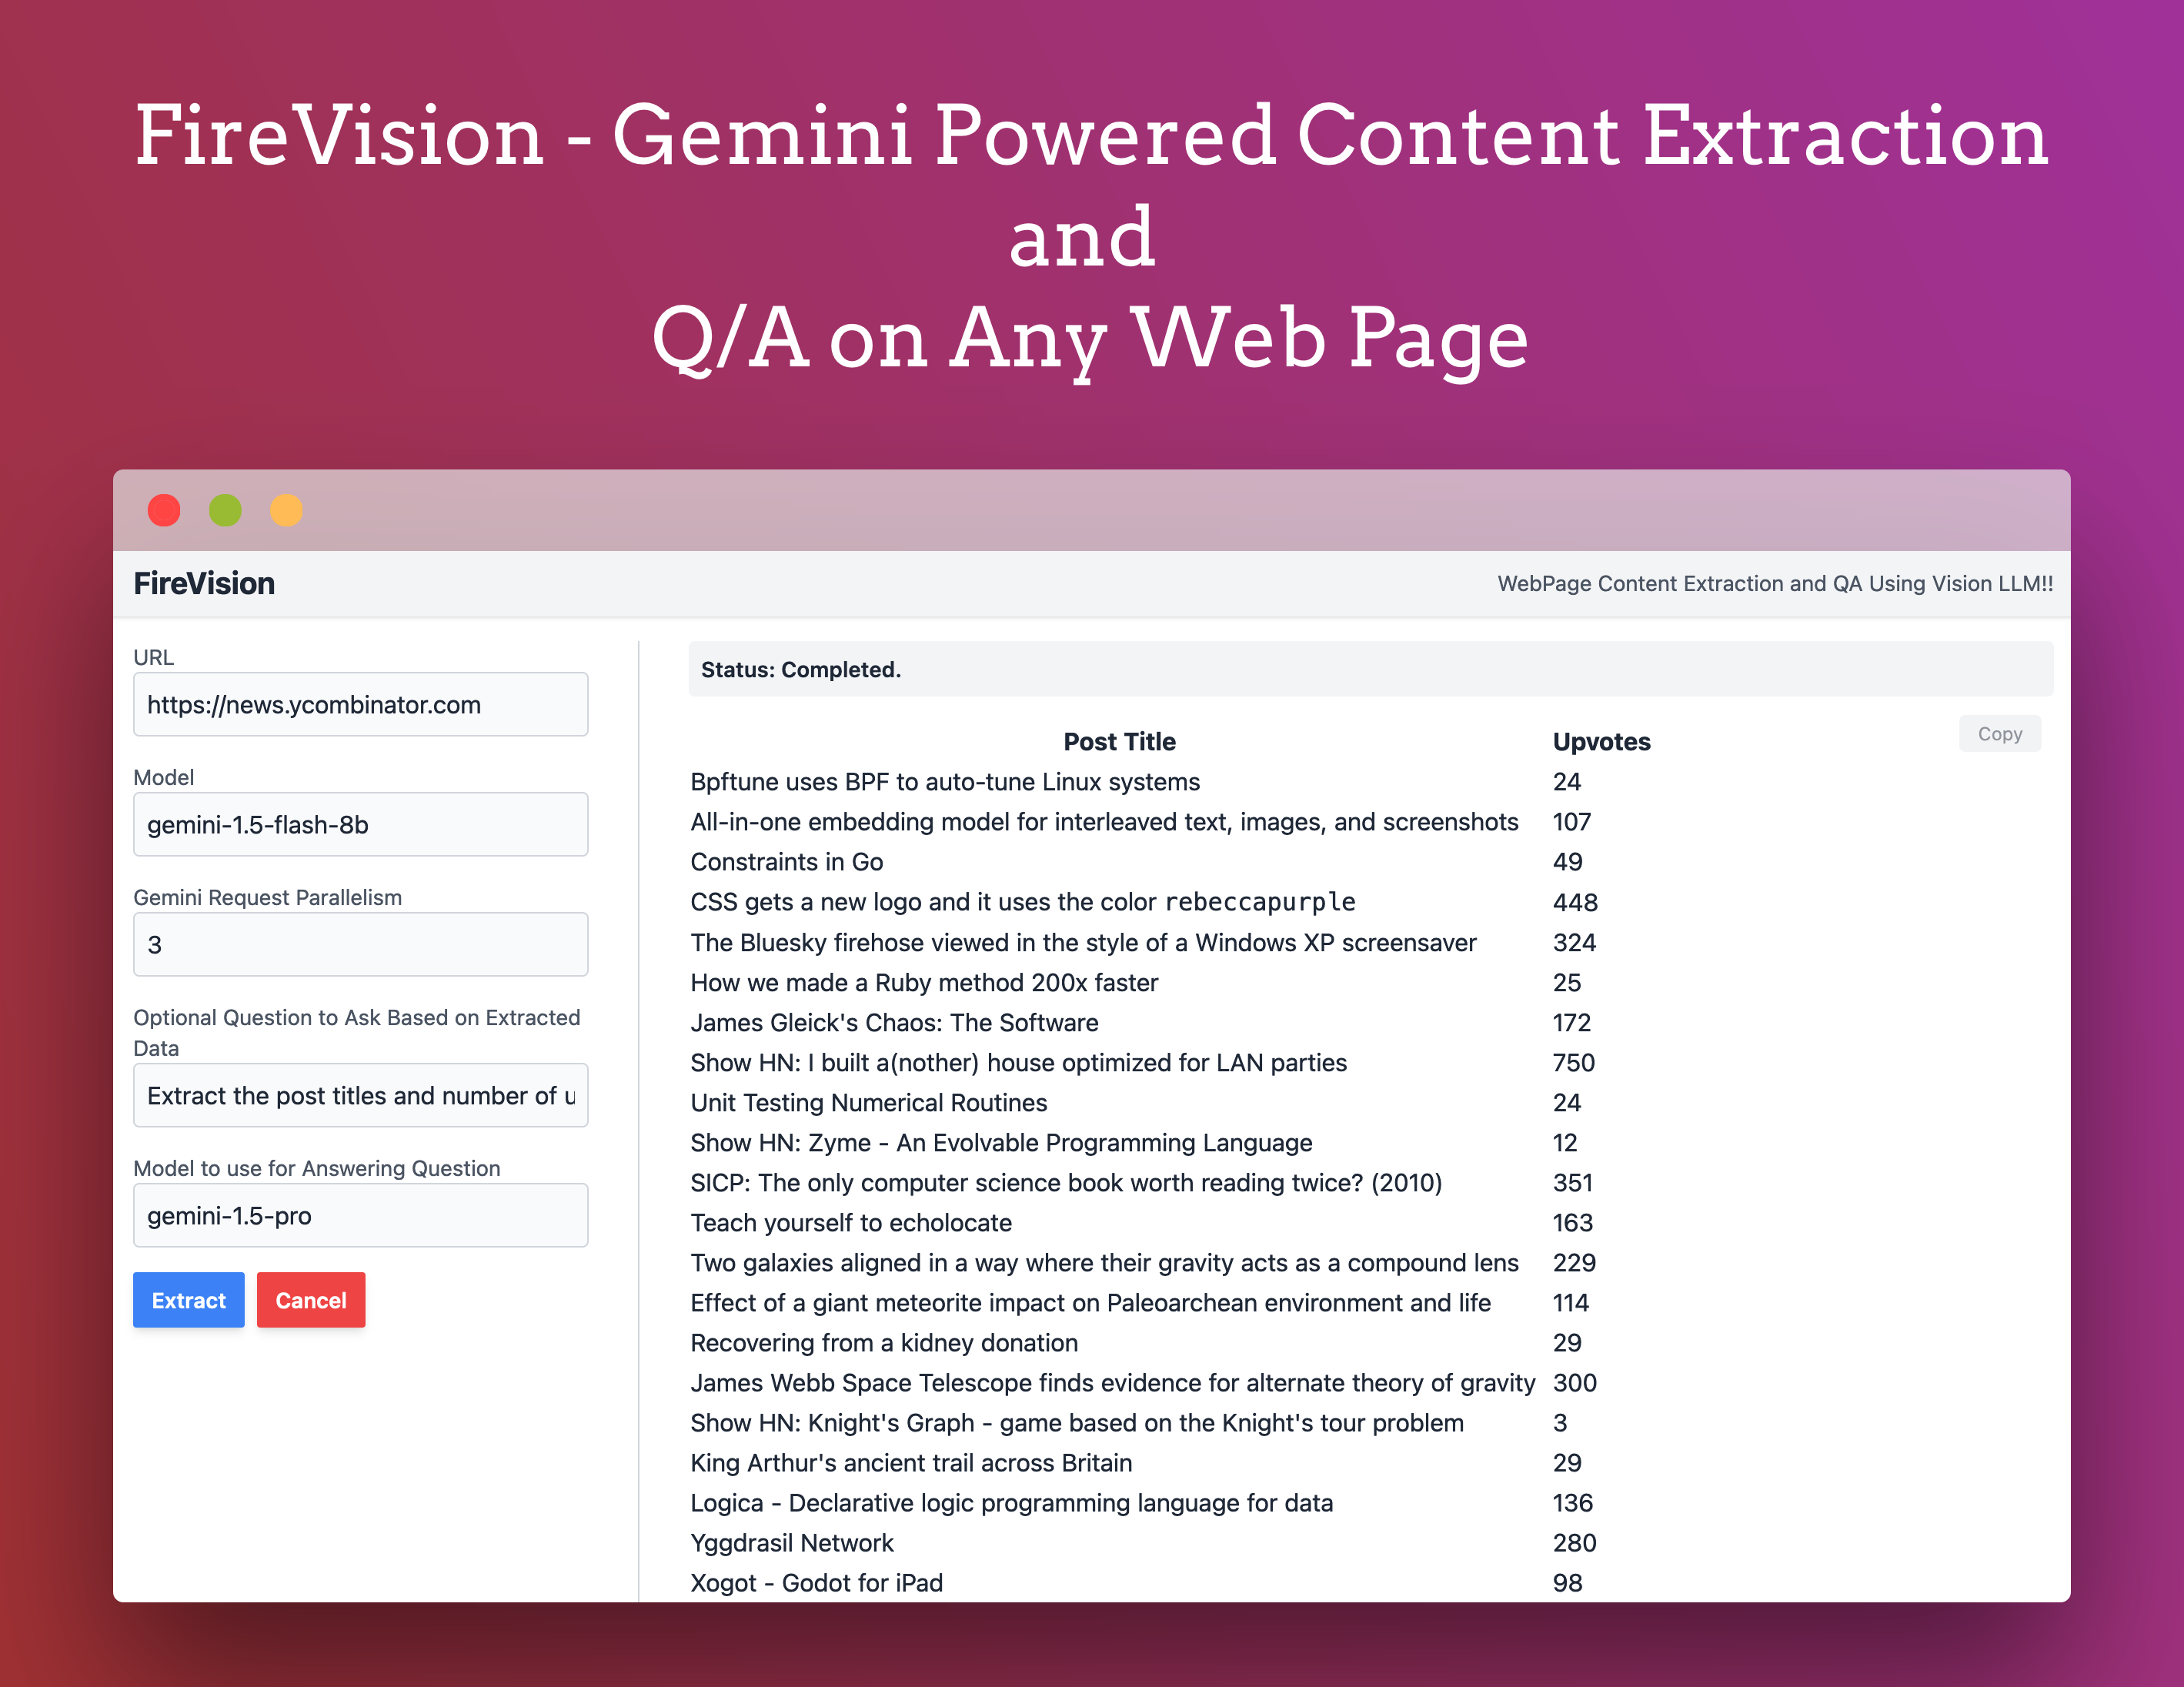 FireVision - Gemini Powered Content Extraction
and
Q/A on Any Web Page
FireVision
WebPage Content Extraction and QA Using Vision LLM!!
URL
https://news.ycombinator.com
Model
gemini-1.5-flash-8b
Gemini Request Parallelism
3
Optional Question to Ask Based on Extracted
Data
Extract the post titles and number of u
Model to use for Answering Question
gemini-1.5-pro
Extract Cancel
Status: Completed.
Copy
Post Title Upvotes
Bpftune uses BPF to auto-tune Linux systems 24
All-in-one embedding model for interleaved text, images, and screenshots 107
Constraints in Go 49
CSS gets a new logo and it uses the color rebeccapurple 448
The Bluesky firehose viewed in the style of a Windows XP screensaver 324
How we made a Ruby method 200x faster 25
James Gleick's Chaos: The Software 172
Show HN: I built a(nother) house optimized for LAN parties 750
Unit Testing Numerical Routines 24
Show HN: Zyme - An Evolvable Programming Language 12
SICP: The only computer science book worth reading twice? (2010) 351
Teach yourself to echolocate 163
Two galaxies aligned in a way where their gravity acts as a compound lens 229
Effect of a giant meteorite impact on Paleoarchean environment and life 114
Recovering from a kidney donation 29
James Webb Space Telescope finds evidence for alternate theory of gravity 300
Show HN: Knight's Graph - game based on the Knight's tour problem 3
King Arthur's ancient trail across Britain 29
Logica - Declarative logic programming language for data 136
Yggdrasil Network 280
Xogot - Godot for iPad 98